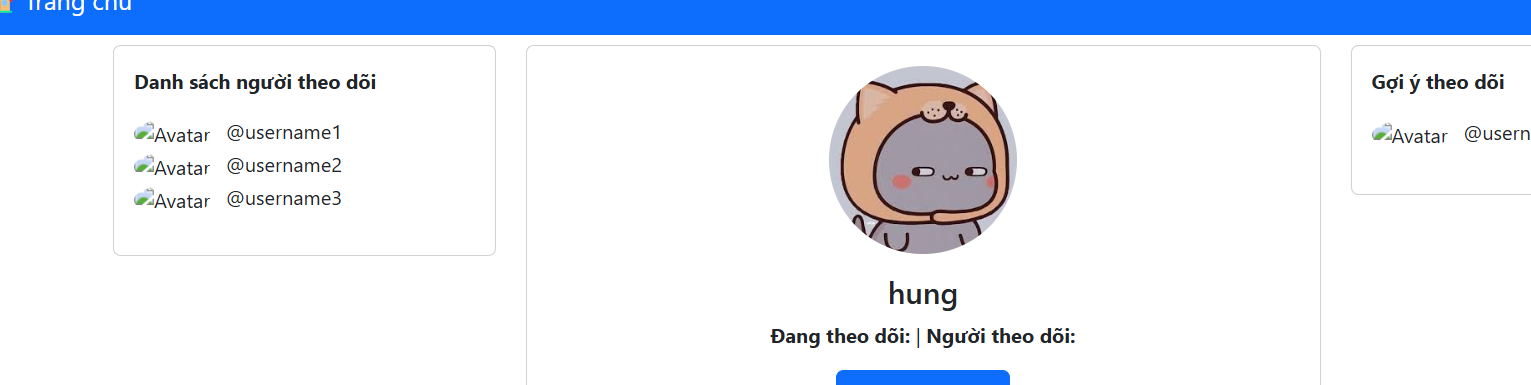 Trang chủ
Danh sách người theo dõi
Avatar @username1
Avatar @username2
Avatar @username3
hung
Đang theo dõi: | Người theo dõi:
Gợi ý theo dõi
Avatar @usern